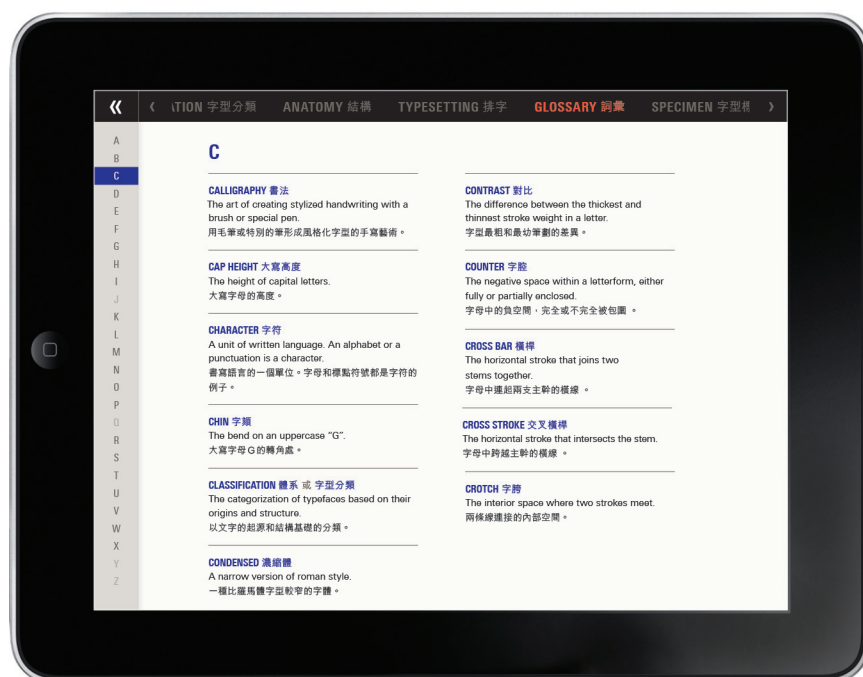 « ‹ ATION 字型分類 ANATOMY 結構 TYPESETTING 排字 GLOSSARY 詞彙 SPECIMEN 字型標 ›
A
B
C
D
E
F
G
H
I
J
K
L
M
N
O
P
Q
R
S
T
U
V
W
X
Y
Z
C
CALLIGRAPHY 書法
The art of creating stylized handwriting with a
brush or special pen.
用毛筆或特別的筆形成風格化字型的手寫藝術。
CAP HEIGHT 大寫高度
The height of capital letters.
大寫字母的高度。
CHARACTER 字符
A unit of written language. An alphabet or a
punctuation is a character.
書寫語言的一個單位。字母和標點符號都是字符的
例子。
CHIN 字頦
The bend on an uppercase “G”.
大寫字母G的轉角處。
CLASSIFICATION 體系 或 字型分類
The categorization of typefaces based on their
origins and structure.
以文字的起源和結構基礎的分類。
CONDENSED 濃縮體
A narrow version of roman style.
一種比羅馬體字型較窄的字體。
CONTRAST 對比
The difference between the thickest and
thinnest stroke weight in a letter.
字型最粗和最幼筆劃的差異。
COUNTER 字腔
The negative space within a letterform, either
fully or partially enclosed.
字母中的負空間，完全或不完全被包圍 。
CROSS BAR 橫桿
The horizontal stroke that joins two
stems together.
字母中連起兩支主幹的橫線 。
CROSS STROKE 交叉橫桿
The horizontal stroke that intersects the stem.
字母中跨越主幹的橫線 。
CROTCH 字胯
The interior space where two strokes meet.
兩條線連接的內部空間。